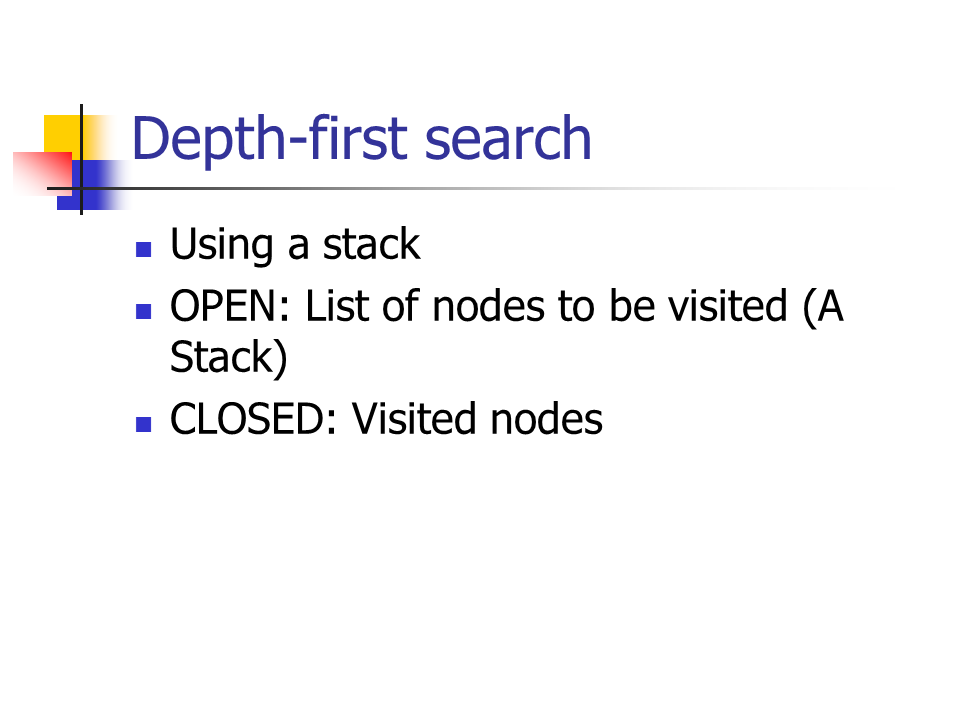 Depth-first search
Using a stack
OPEN: List of nodes to be visited (A
Stack)
CLOSED: Visited nodes